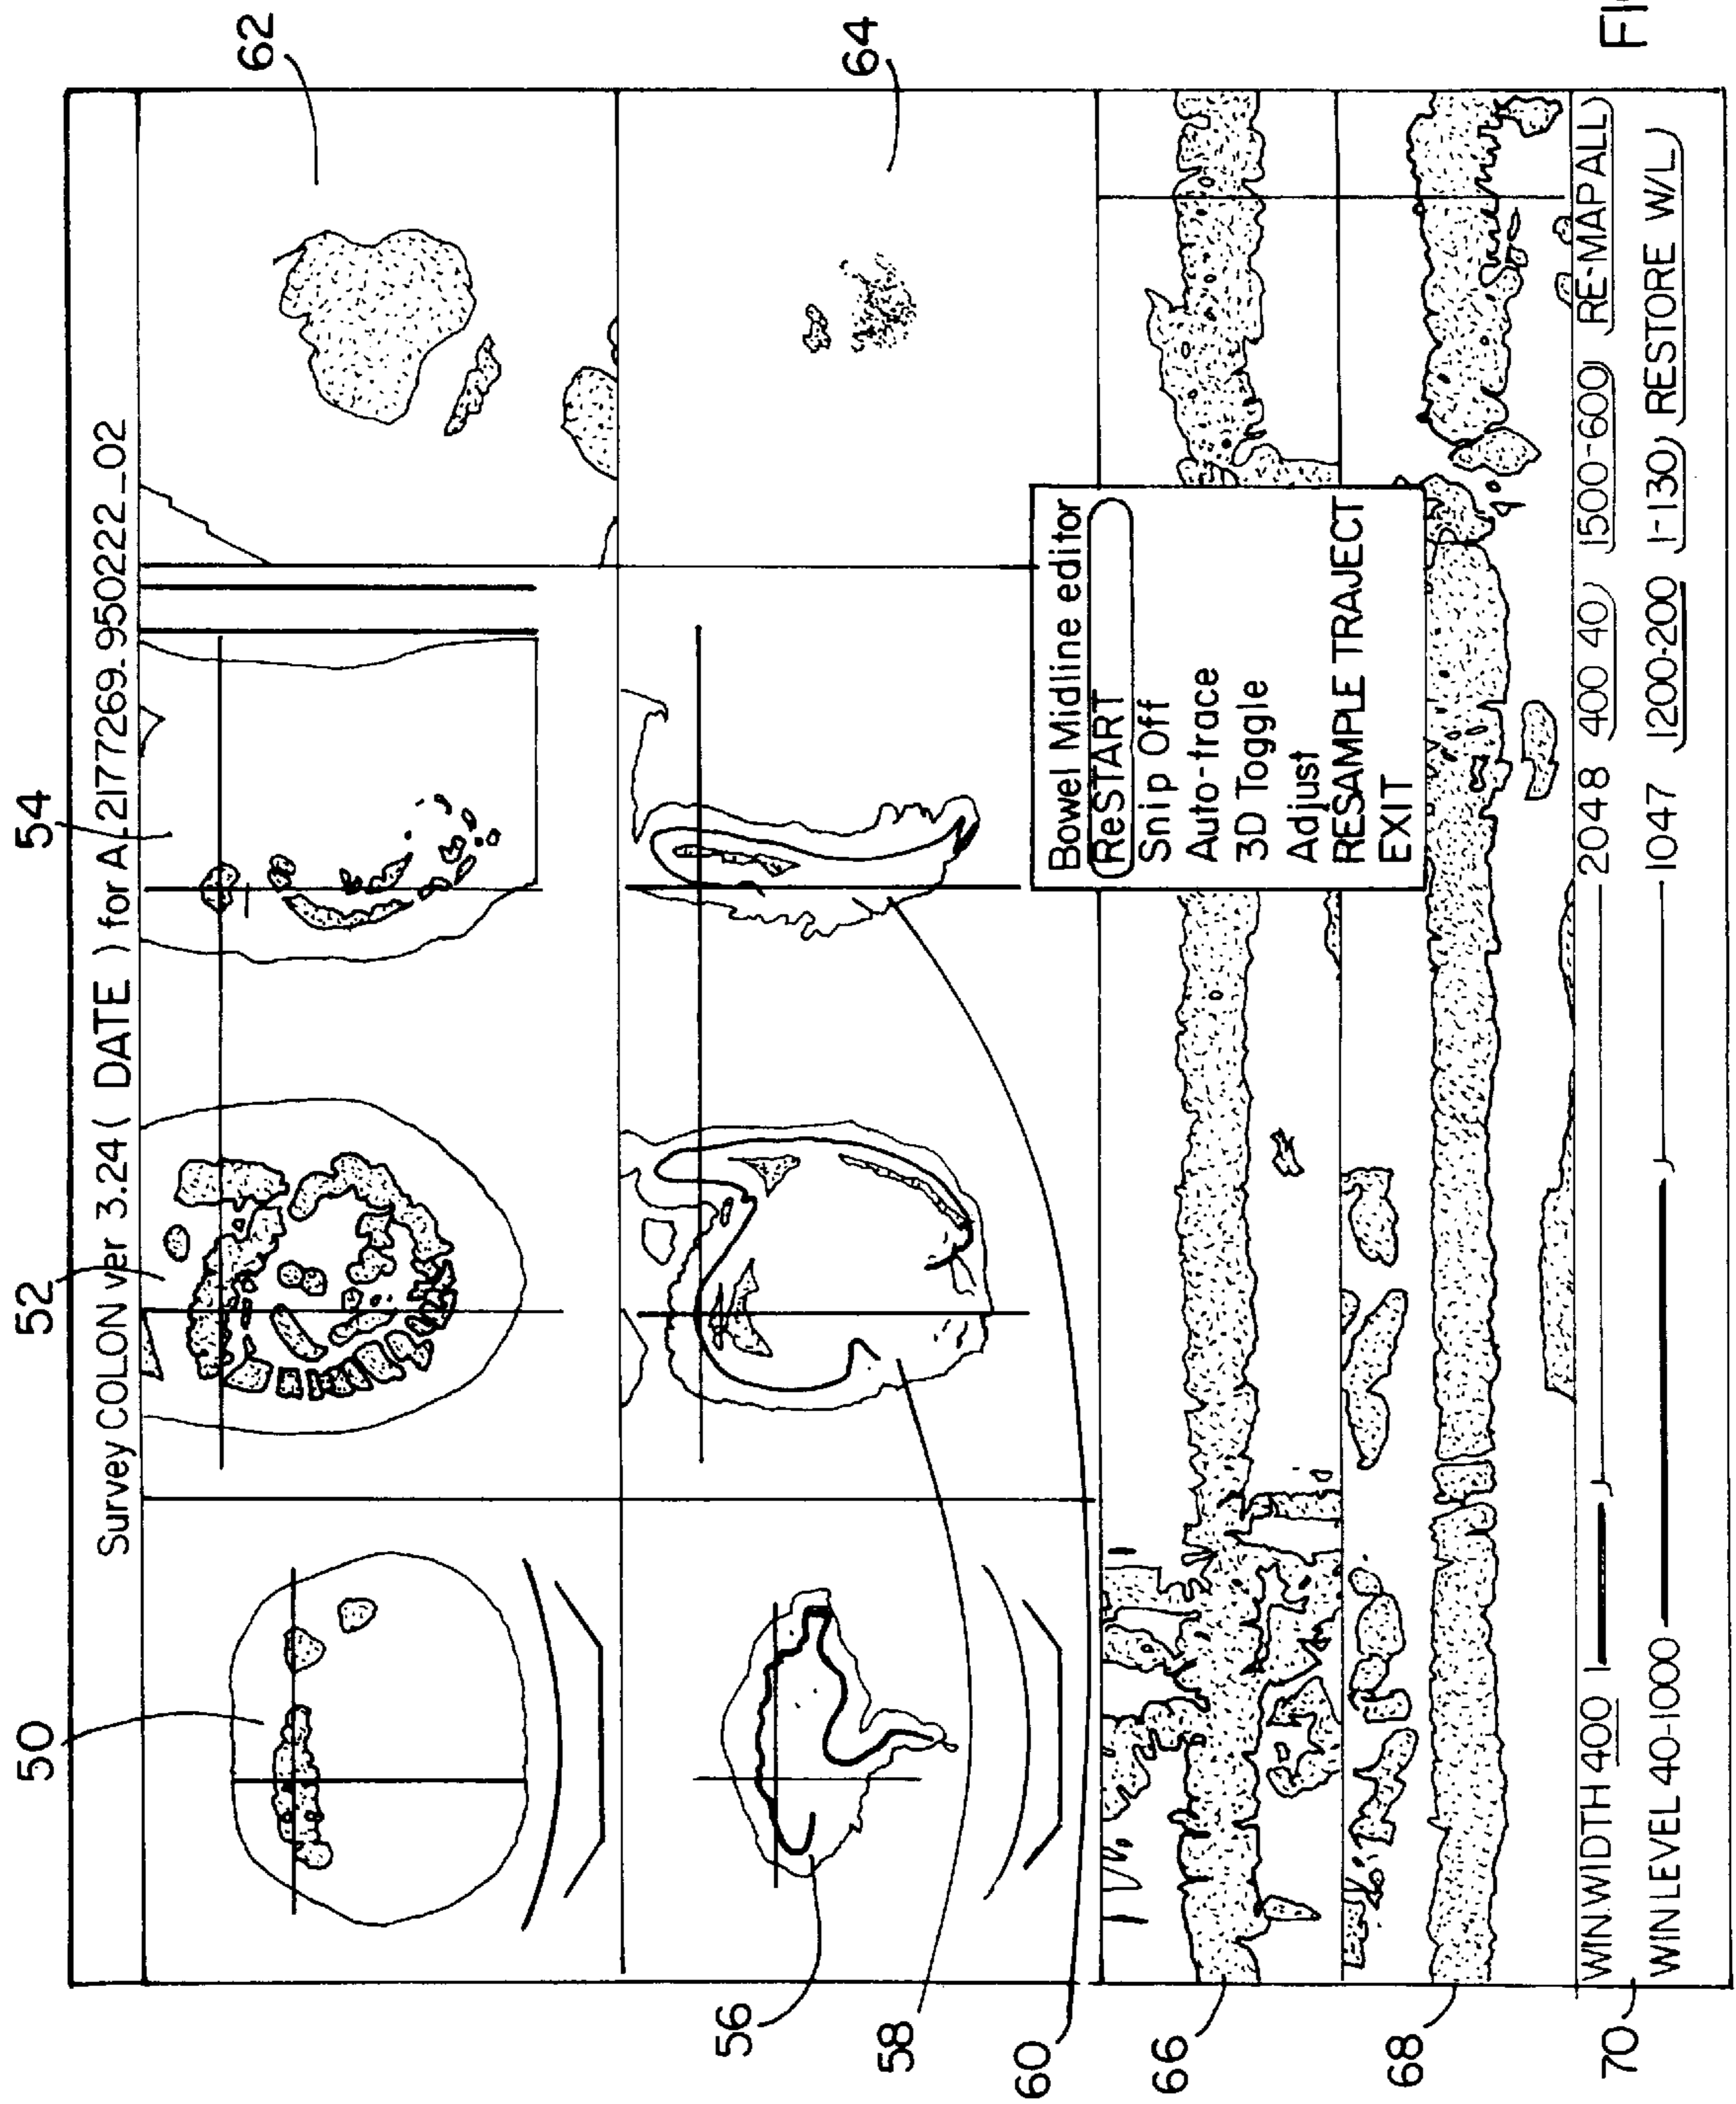 54
52
50
62
64
Survey COLON ver 3.24 ( DATE ) for A.2177269.950222_02
56
58
60
66
68
70
Bowel Midline editor
ReSTART
Snip Off
Auto-trace
3D Toggle
Adjust
RESAMPLE TRAJECT
EXIT
WIN.WIDTH 400 1 2048 400 40 1500-600 RE-MAP ALL
WIN LEVEL 40-1000 1047 1200-200 1-130 RESTORE W/L